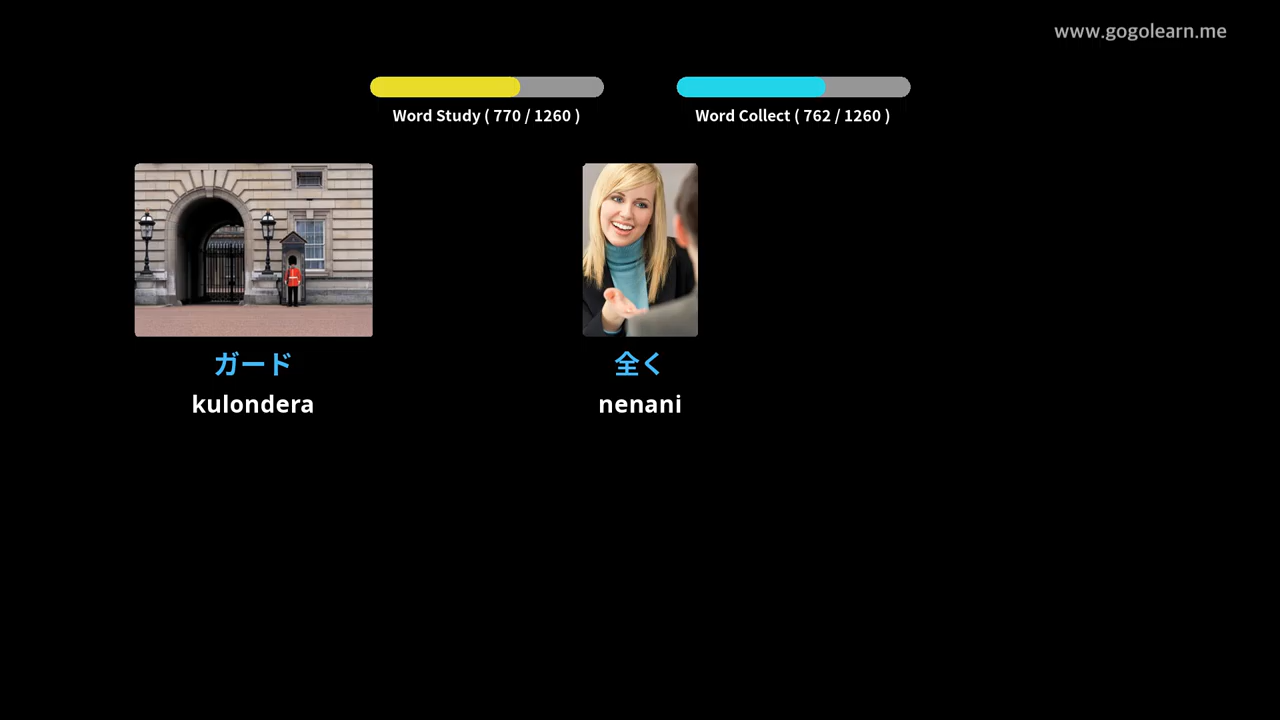 www.gogolearn.me
Word Study ( 770 / 1260 )
Word Collect ( 762 / 1260 )
ガード
kulondera
全く
nenani